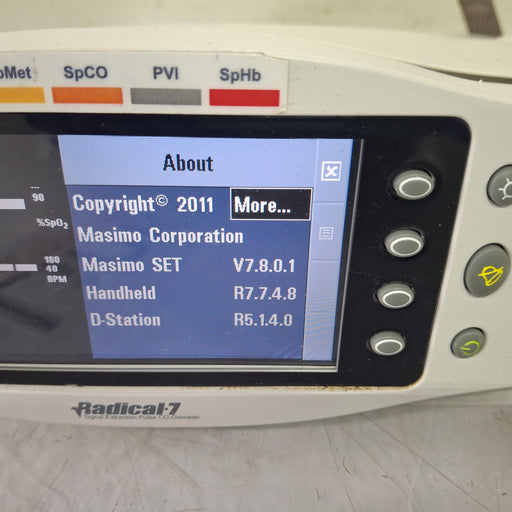 pMet SpCO PVI SpHb
About
Copyright© 2011 More...
Masimo Corporation
Masimo SET V7.8.0.1
Handheld R7.7.4.8
D-Station R5.1.4.0
--
90
%SpO2
180
40
BPM
Radical-7
Signal Extraction Pulse CO-Oximeter